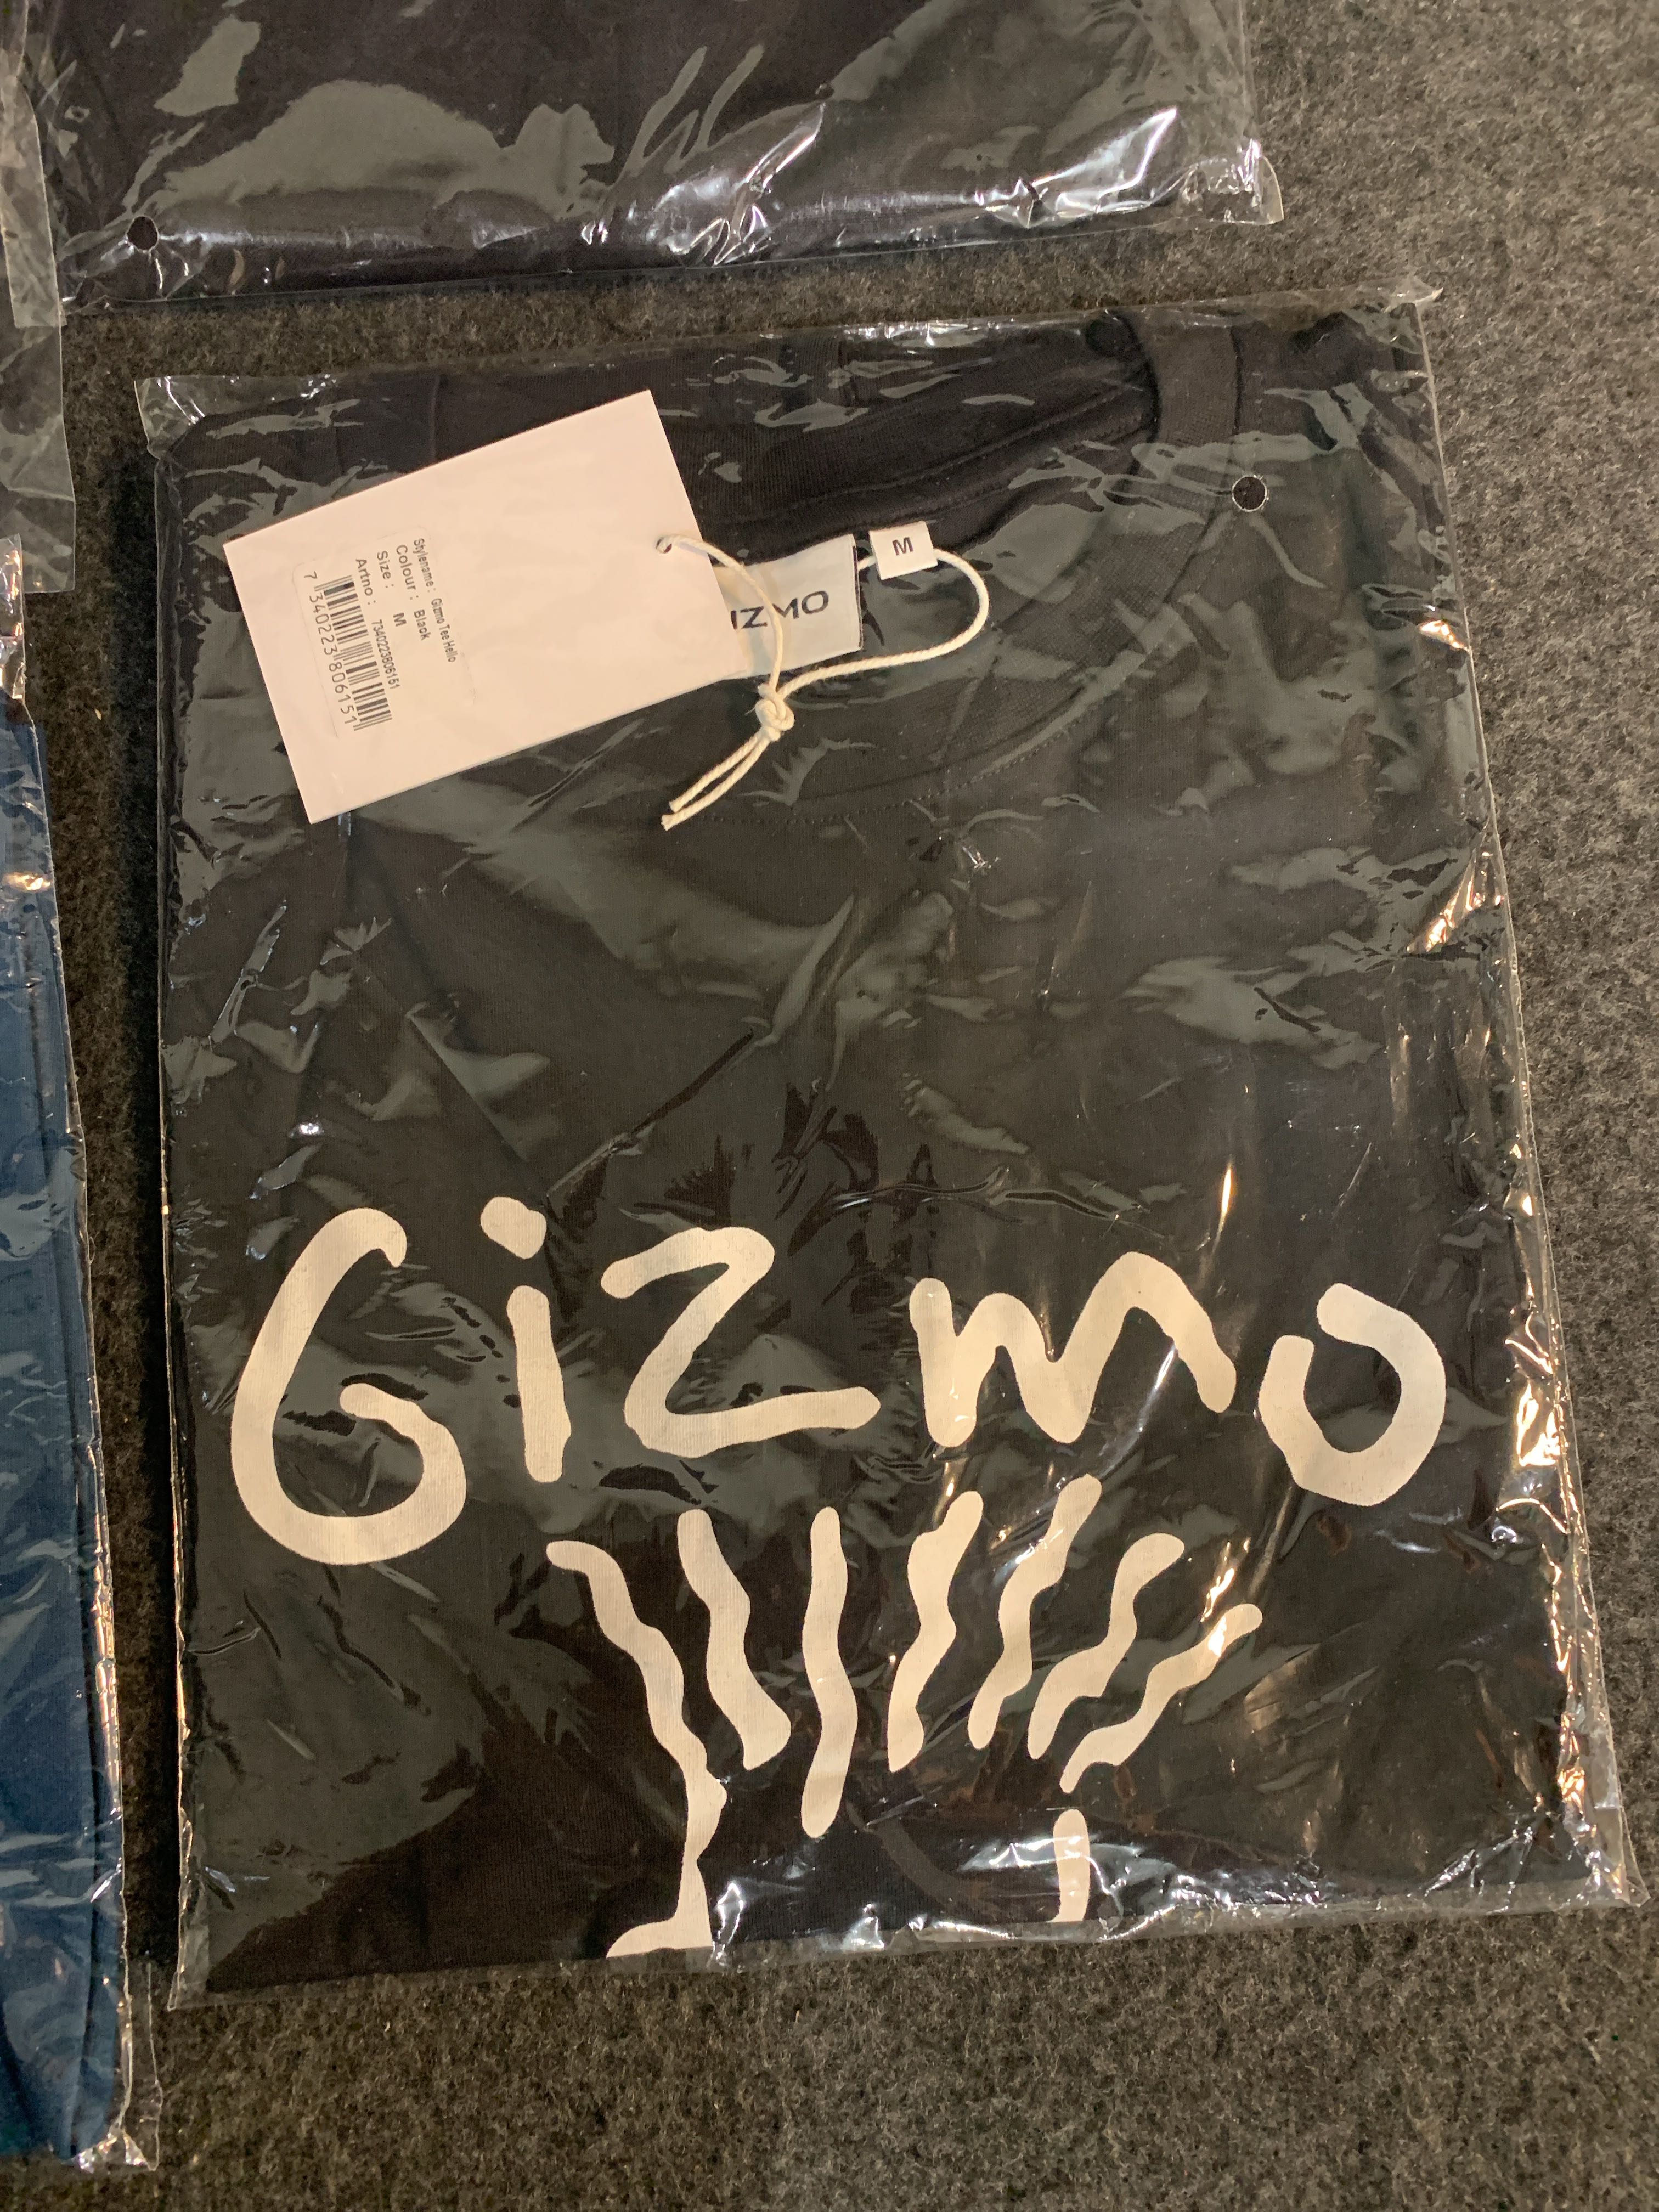 Stylename : Gizmo Tee Hello
Colour : Black
Size : M
Artno : 7340223806151
7 340223 806151
IZMO
M
Gizmo